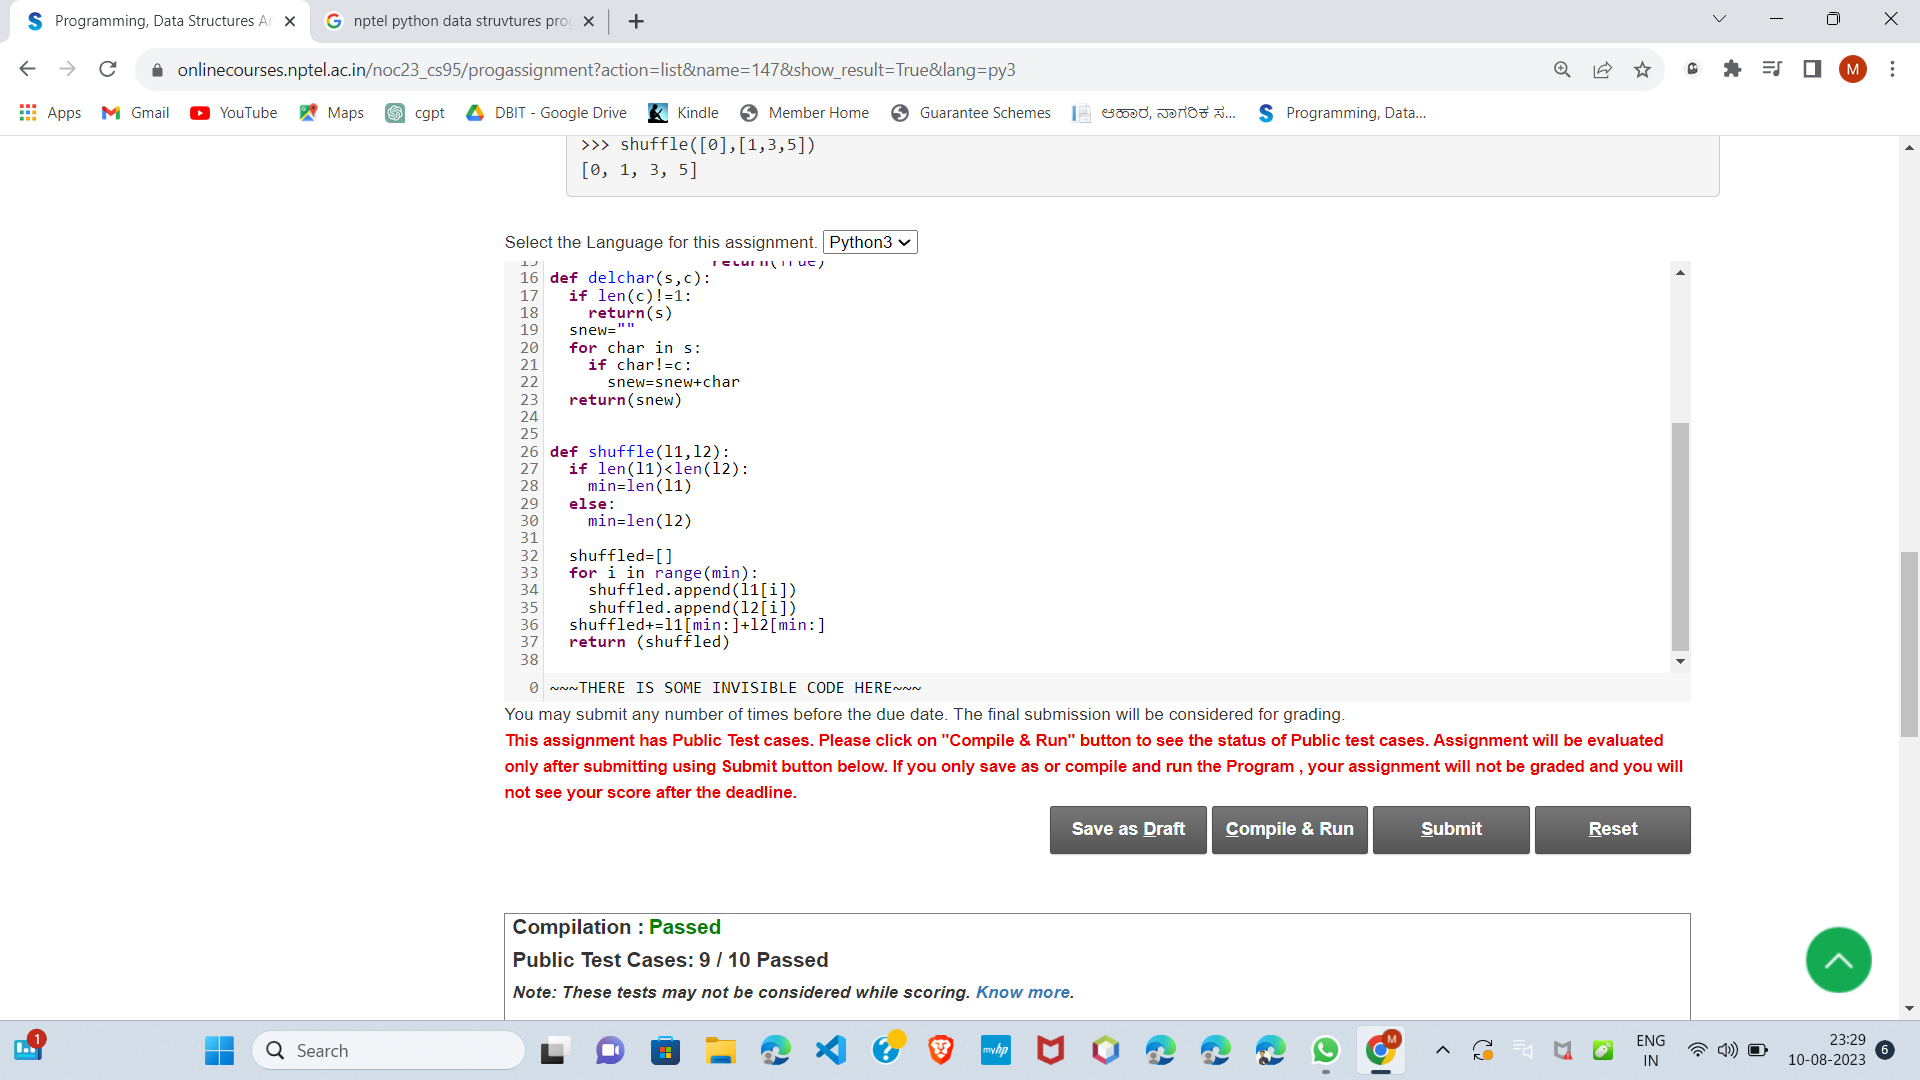 Programming, Data Structures Ar
nptel python data struvtures prog
onlinecourses.nptel.ac.in/noc23_cs95/progassignment?action=list&name=147&show_result=True&lang=py3
M
Apps
Gmail
YouTube
Maps
cgpt
DBIT - Google Drive
Kindle
Member Home
Guarantee Schemes
ಆಹಾರ, ನಾಗರಿಕ ಸ...
Programming, Data...
>>> shuffle([0],[1,3,5])
[0, 1, 3, 5]
Select the Language for this assignment. Python3
15 return(True)
16 def delchar(s,c):
17 if len(c)!=1:
18 return(s)
19 snew=""
20 for char in s:
21 if char!=c:
22 snew=snew+char
23 return(snew)
24
25
26 def shuffle(l1,l2):
27 if len(l1)<len(l2):
28 min=len(l1)
29 else:
30 min=len(l2)
31
32 shuffled=[]
33 for i in range(min):
34 shuffled.append(l1[i])
35 shuffled.append(l2[i])
36 shuffled+=l1[min:]+l2[min:]
37 return (shuffled)
38
0 ~~~THERE IS SOME INVISIBLE CODE HERE~~~
You may submit any number of times before the due date. The final submission will be considered for grading.
This assignment has Public Test cases. Please click on "Compile & Run" button to see the status of Public test cases. Assignment will be evaluated
only after submitting using Submit button below. If you only save as or compile and run the Program , your assignment will not be graded and you will
not see your score after the deadline.
Save as Draft
Compile & Run
Submit
Reset
Compilation : Passed
Public Test Cases: 9 / 10 Passed
Note: These tests may not be considered while scoring. Know more.
1
Search
myhp
M
ENG
IN
23:29
10-08-2023
6